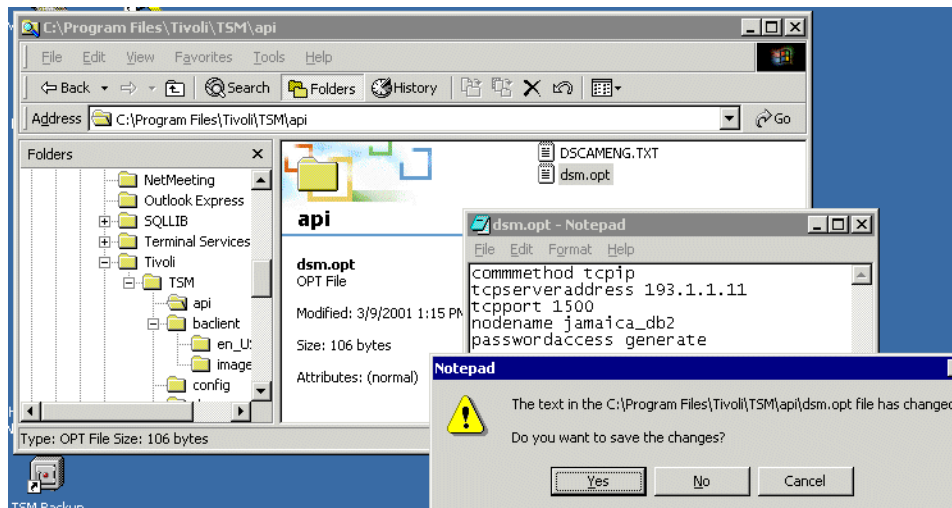 C:\Program Files\Tivoli\TSM\api
File Edit View Favorites Tools Help
Back Search Folders History
Address C:\Program Files\Tivoli\TSM\api Go
Folders
NetMeeting
Outlook Express
SQLLIB
Terminal Services
Tivoli
TSM
api
baclient
en_U
image
config
DSCAMENG.TXT
dsm.opt
api
dsm.opt
OPT File
Modified: 3/9/2001 1:15 PM
Size: 106 bytes
Attributes: (normal)
Type: OPT File Size: 106 bytes
dsm.opt - Notepad
File Edit Format Help
commmethod tcpip
tcpserveraddress 193.1.1.11
tcpport 1500
nodename jamaica_db2
passwordaccess generate
Notepad
The text in the C:\Program Files\Tivoli\TSM\api\dsm.opt file has changed
Do you want to save the changes?
Yes No Cancel
TSM Backup